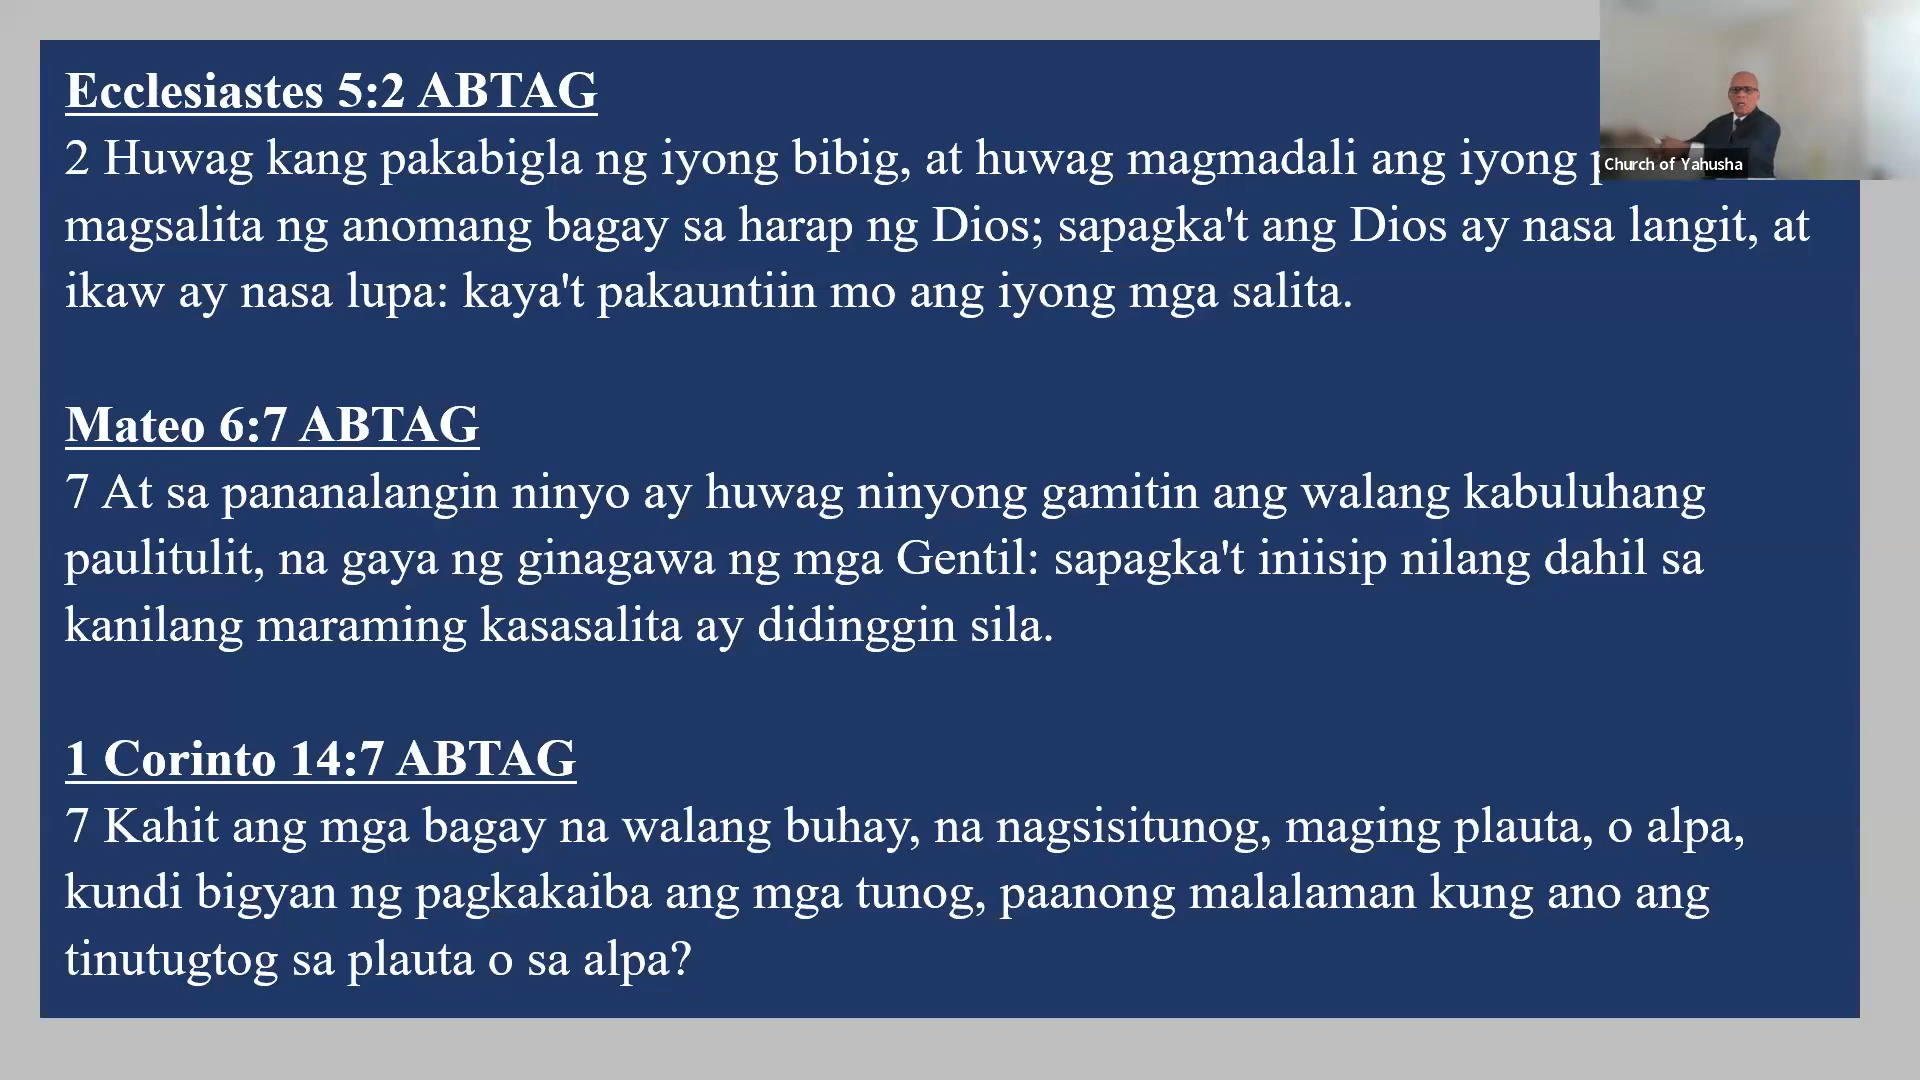 Ecclesiastes 5:2 ABTAG
2 Huwag kang pakabigla ng iyong bibig, at huwag magmadali ang iyong
magsalita ng anomang bagay sa harap ng Dios; sapagka't ang Dios ay nasa langit, at
ikaw ay nasa lupa: kaya't pakauntiin mo ang iyong mga salita.
Mateo 6:7 ABTAG
7 At sa pananalangin ninyo ay huwag ninyong gamitin ang walang kabuluhang
paulitulit, na gaya ng ginagawa ng mga Gentil: sapagka't iniisip nilang dahil sa
kanilang maraming kasasalita ay didinggin sila.
1 Corinto 14:7 ABTAG
7 Kahit ang mga bagay na walang buhay, na nagsisitunog, maging plauta, o alpa,
kundi bigyan ng pagkakaiba ang mga tunog, paanong malalaman kung ano ang
tinutugtog sa plauta o sa alpa?
Church of Yahusha